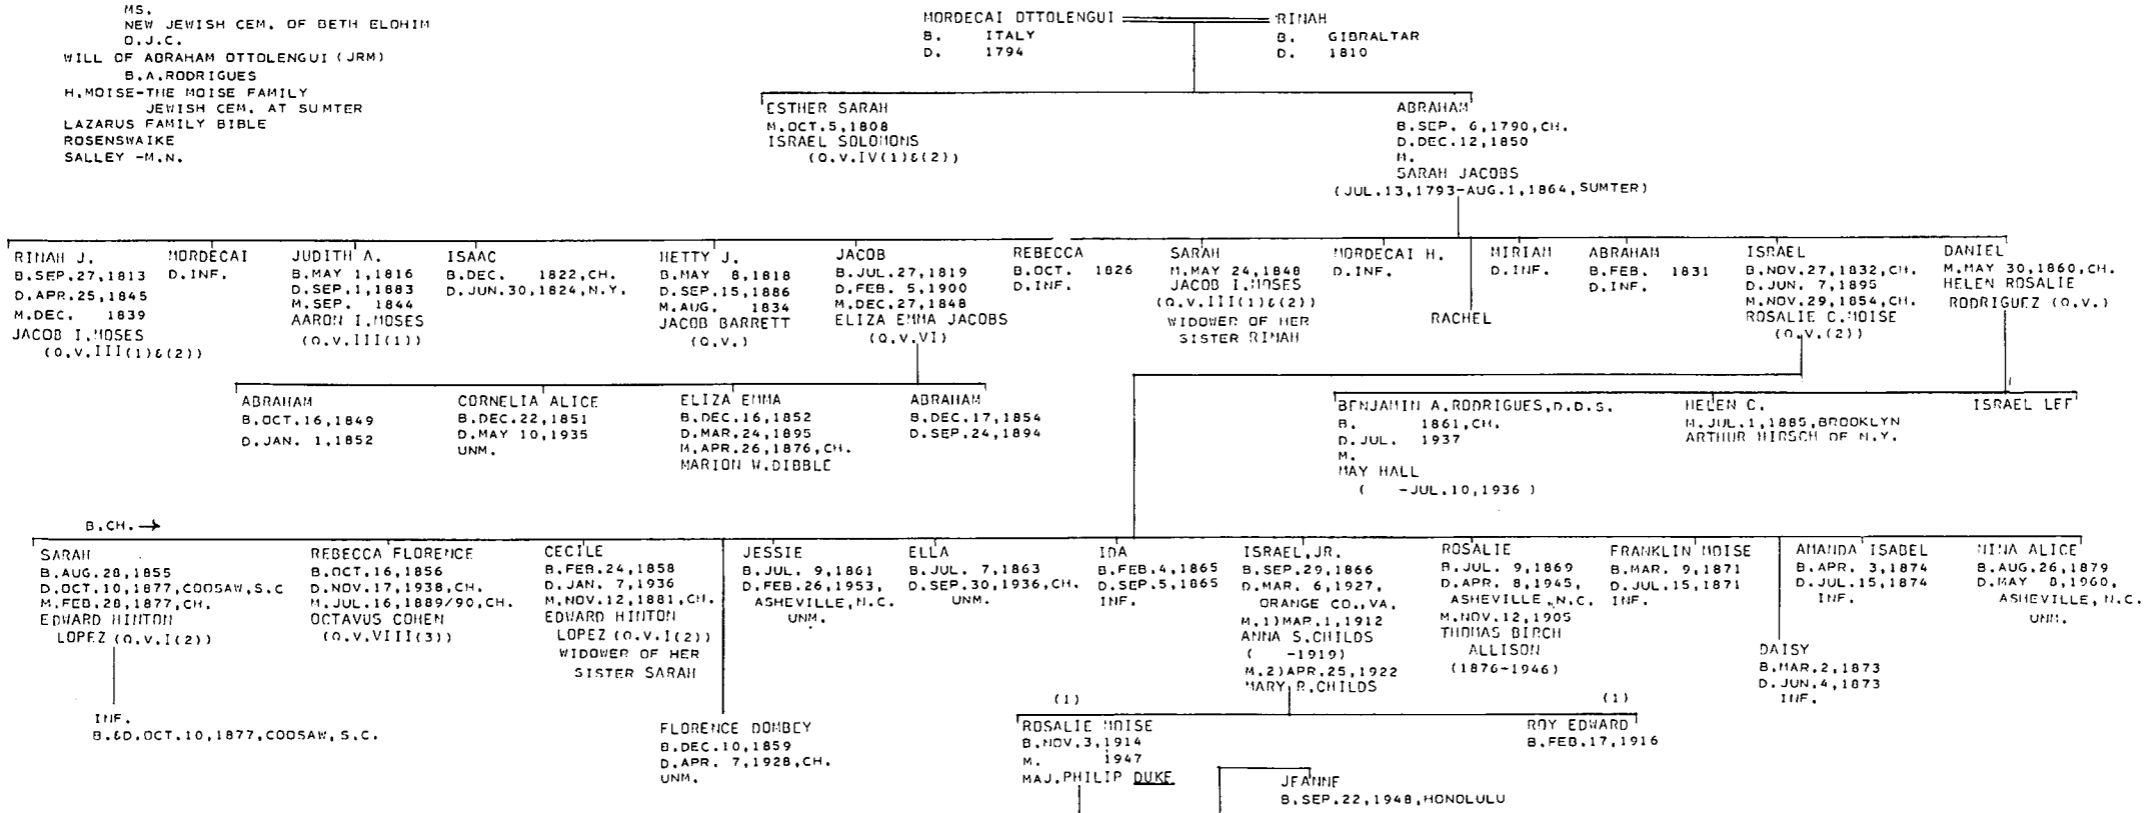 MS.
NEW JEWISH CEM. OF BETH ELOHIM
O.J.C.
WILL OF ABRAHAM OTTOLENGUI (JRM)
B.A.RODRIGUES
H.MOISE-THE MOISE FAMILY
JEWISH CEM. AT SUMTER
LAZARUS FAMILY BIBLE
ROSENSWAIKE
SALLEY -M.N.
MORDECAI OTTOLENGUI
B. ITALY
D. 1794
RINAH
B. GIBRALTAR
D. 1810
ESTHER SARAH
M.OCT.5,1808
ISRAEL SOLOMONS
(Q.V.IV(1)&(2))
ABRAHAM
B.SEP. 6,1790,CH.
D.DEC.12,1850
M.
SARAH JACOBS
(JUL.13,1793-AUG.1,1864,SUMTER)
RINAH J.
B.SEP.27,1813
D.APR.25,1845
M.DEC. 1839
JACOB I.MOSES
(Q.V.III(1)&(2))
MORDECAI
D.INF.
JUDITH A.
B.MAY 1,1816
D.SEP.1,1883
M.SEP. 1844
AARON I.MOSES
(Q.V.III(1))
ISAAC
B.DEC. 1822,CH.
D.JUN.30,1824,N.Y.
HETTY J.
B.MAY 8,1818
D.SEP.15,1886
M.AUG. 1834
JACOB BARRETT
(Q.V.)
JACOB
B.JUL.27,1819
D.FEB. 5,1900
M.DEC.27,1848
ELIZA EMMA JACOBS
(Q.V.VI)
REBECCA
B.OCT. 1826
D.INF.
SARAH
M.MAY 24,1848
JACOB I.MOSES
(Q.V.III(1)&(2))
WIDOWER OF HER
SISTER RINAH
MORDECAI H.
D.INF.
RACHEL
MIRIAM
D.INF.
ABRAHAM
B.FEB. 1831
D.INF.
ISRAEL
B.NOV.27,1832,CH.
D.JUN. 7,1895
M.NOV.29,1854,CH.
ROSALIE C.MOISE
(Q.V.(2))
DANIEL
M.MAY 30,1860,CH.
HELEN ROSALIE
RODRIGUEZ (Q.V.)
ABRAHAM
B.OCT.16,1849
D.JAN. 1,1852
CORNELIA ALICE
B.DEC.22,1851
D.MAY 10,1935
UNM.
ELIZA EMMA
B.DEC.16,1852
D.MAR.24,1895
M.APR.26,1876,CH.
MARION W.DIBBLE
ABRAHAM
B.DEC.17,1854
D.SEP.24,1894
BENJAMIN A.RODRIGUES,D.D.S.
B. 1861,CH.
D.JUL. 1937
M.
MAY HALL
( -JUL.10,1936 )
HELEN C.
M.JUL.1,1885,BROOKLYN
ARTHUR HIRSCH OF N.Y.
ISRAEL LEE
B.CH. →
SARAH
B.AUG.28,1855
D.OCT.10,1877,COOSAW,S.C
M.FEB.28,1877,CH.
EDWARD HINTON
LOPEZ (Q.V.I(2))
INF.
B.&D.OCT.10,1877,COOSAW,S.C.
REBECCA FLORENCE
B.OCT.16,1856
D.NOV.17,1938,CH.
M.JUL.16,1889/90,CH.
OCTAVUS COHEN
(Q.V.VIII(3))
CECILE
B.FEB.24,1858
D.JAN. 7,1936
M.NOV.12,1881,CH.
EDWARD HINTON
LOPEZ (Q.V.I(2))
WIDOWER OF HER
SISTER SARAH
FLORENCE DOMBEY
B.DEC.10,1859
D.APR. 7,1928,CH.
UNM.
JESSIE
B.JUL. 9,1861
D.FEB.26,1953,
ASHEVILLE,N.C.
UNM.
ELLA
B.JUL. 7,1863
D.SEP.30,1936,CH.
UNM.
IDA
B.FEB.4,1865
D.SEP.5,1865
INF.
ISRAEL,JR.
B.SEP.29,1866
D.MAR. 6,1927,
ORANGE CO.,VA.
M.1)MAR.1,1912
ANNA S.CHILDS
( -1919)
M.2)APR.25,1922
MARY R.CHILDS
ROSALIE
B.JUL. 9,1869
D.APR. 8,1945,
ASHEVILLE,N.C.
M.NOV.12,1905
THOMAS BIRCH
ALLISON
(1876-1946)
FRANKLIN MOISE
B.MAR. 9,1871
D.JUL.15,1871
INF.
DAISY
B.MAR.2,1873
D.JUN.4,1873
INF.
AMANDA ISABEL
B.APR. 3,1874
D.JUL.15,1874
INF.
NINA ALICE
B.AUG.26,1879
D.MAY 8,1960,
ASHEVILLE,N.C.
UNM.
(1)
ROSALIE MOISE
B.NOV.3,1914
M. 1947
MAJ.PHILIP DUKE
(1)
ROY EDWARD
B.FEB.17,1916
JEANNE
B.SEP.22,1948,HONOLULU